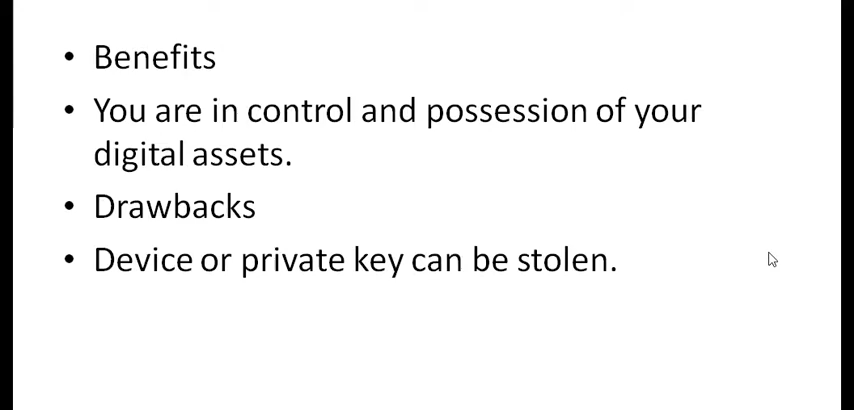 • Benefits
• You are in control and possession of your
digital assets.
• Drawbacks
• Device or private key can be stolen.